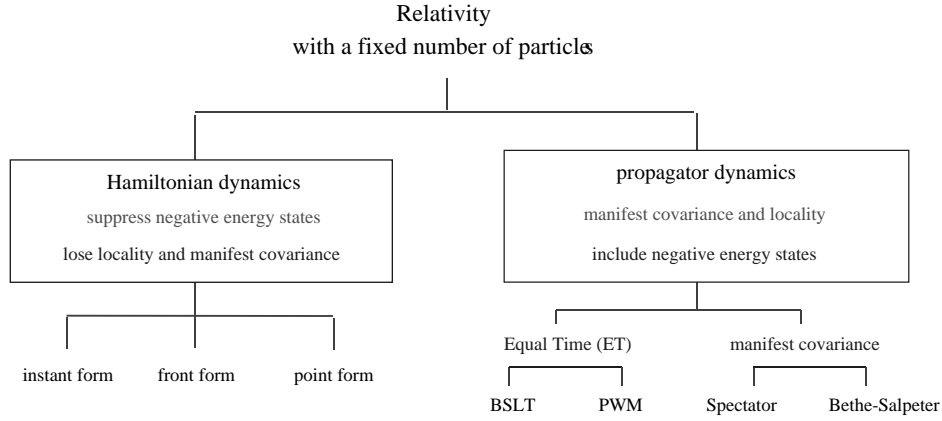 Relativity
with a fixed number of particles
Hamiltonian dynamics
suppress negative energy states
lose locality and manifest covariance
propagator dynamics
manifest covariance and locality
include negative energy states
instant form
front form
point form
Equal Time (ET)
manifest covariance
BSLT
PWM
Spectator
Bethe-Salpeter